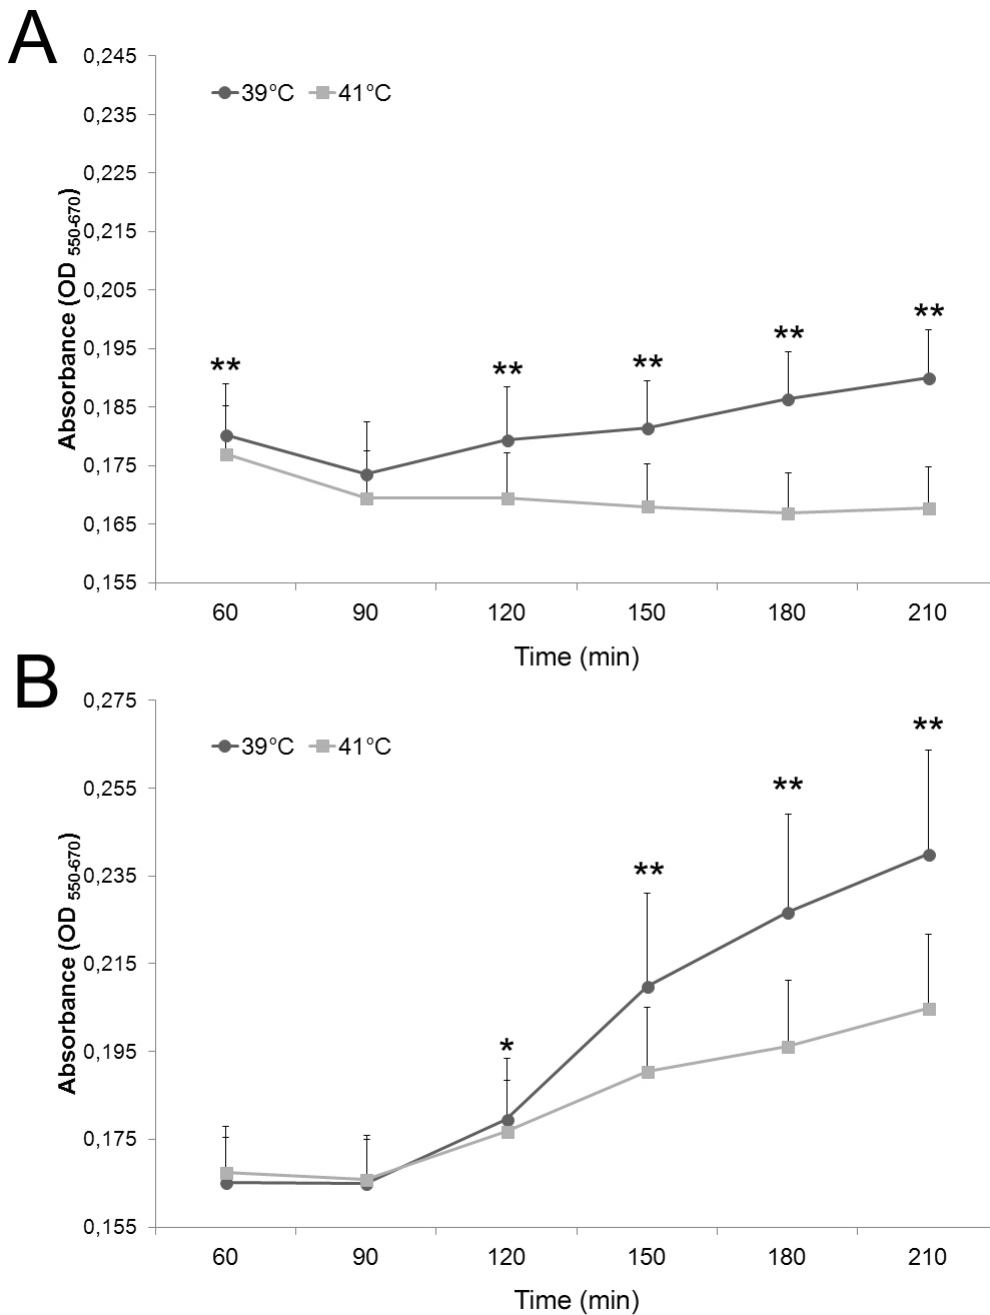 A
0,245
39°C 41°C
0,235
0,225
0,215
0,205
0,195
0,185
0,175
0,165
0,155
Absorbance (OD 550-670)
** ** ** ** **
60 90 120 150 180 210
Time (min)
B
0,275
39°C 41°C
0,255
0,235
0,215
0,195
0,175
0,155
Absorbance (OD 550-670)
* ** ** **
60 90 120 150 180 210
Time (min)